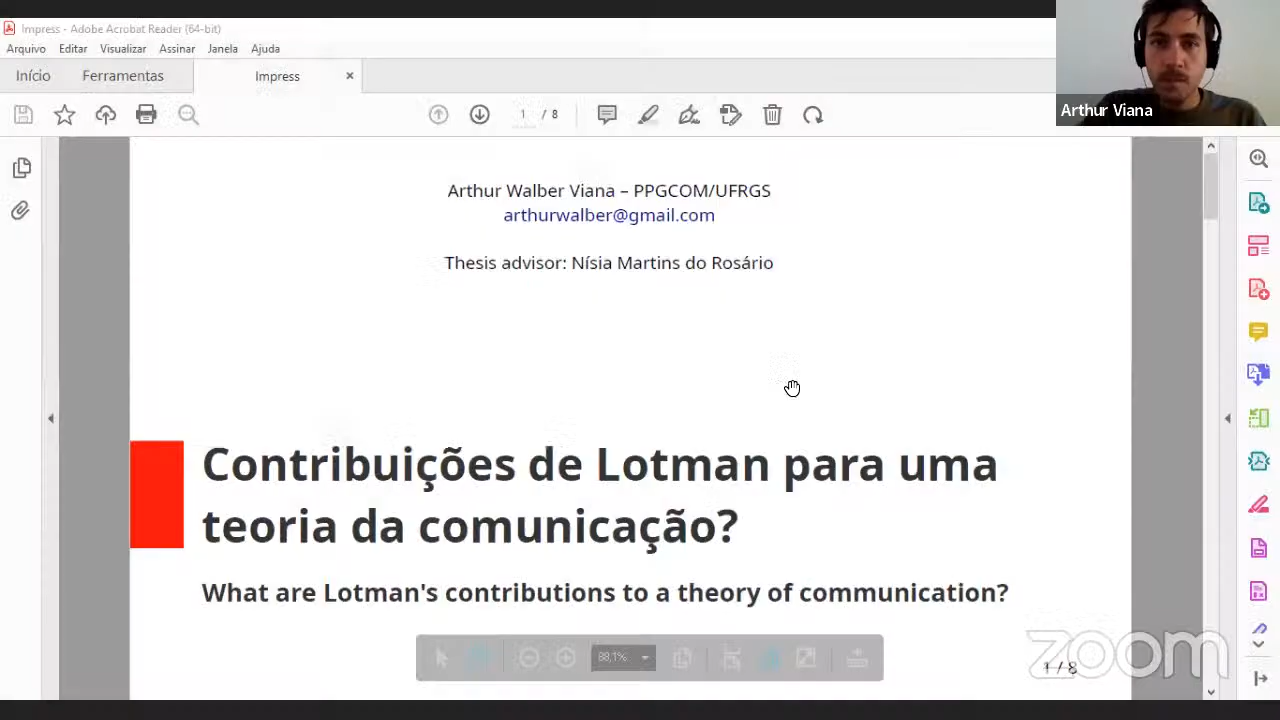 Impress - Adobe Acrobat Reader (64-bit)
Arquivo Editar Visualizar Assinar Janela Ajuda
Início Ferramentas Impress ×
1 / 8
Arthur Viana
Arthur Walber Viana – PPGCOM/UFRGS
arthurwalber@gmail.com
Thesis advisor: Nísia Martins do Rosário
Contribuições de Lotman para uma
teoria da comunicação?
What are Lotman's contributions to a theory of communication?
88,1%
zoom
1 / 8